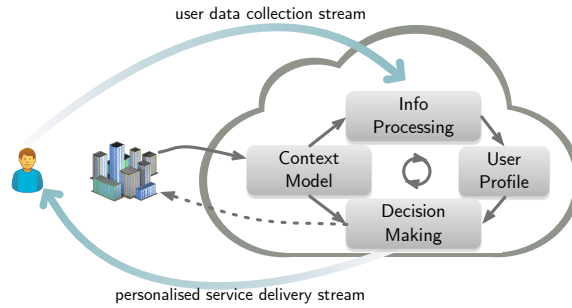 user data collection stream
Info
Processing
Context
Model
User
Profile
Decision
Making
personalised service delivery stream